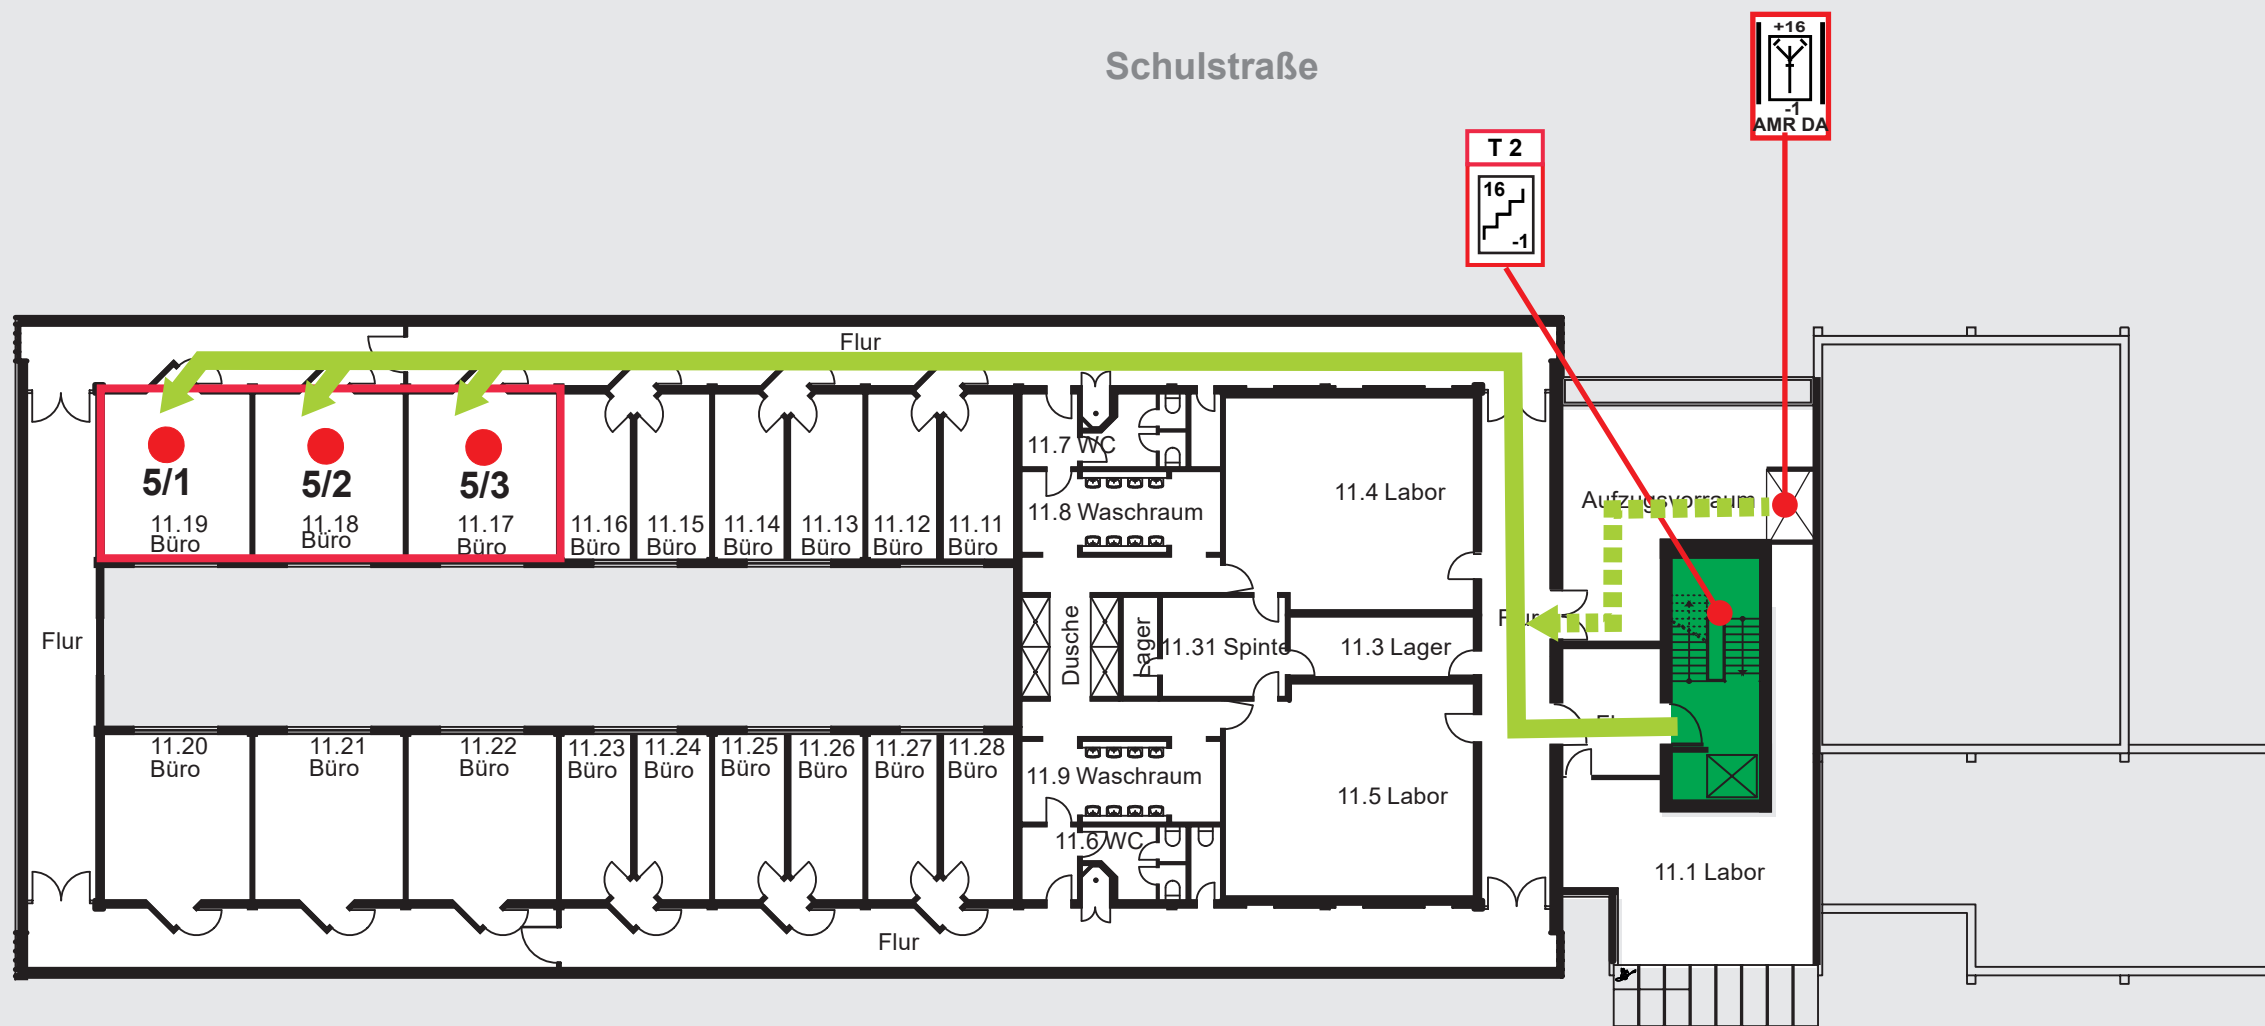 Schulstraße
+16
-1
AMR DA
T 2
16
-1
Flur
5/1
5/2
5/3
11.19
Büro
11.18
Büro
11.17
Büro
11.16
Büro
11.15
Büro
11.14
Büro
11.13
Büro
11.12
Büro
11.11
Büro
11.7 WC
11.8 Waschraum
11.4 Labor
Aufzugsvorraum
Flur
Dusche
Lager
11.31 Spinte
11.3 Lager
Flur
Flur
11.20
Büro
11.21
Büro
11.22
Büro
11.23
Büro
11.24
Büro
11.25
Büro
11.26
Büro
11.27
Büro
11.28
Büro
11.9 Waschraum
11.5 Labor
11.6 WC
11.1 Labor
Flur